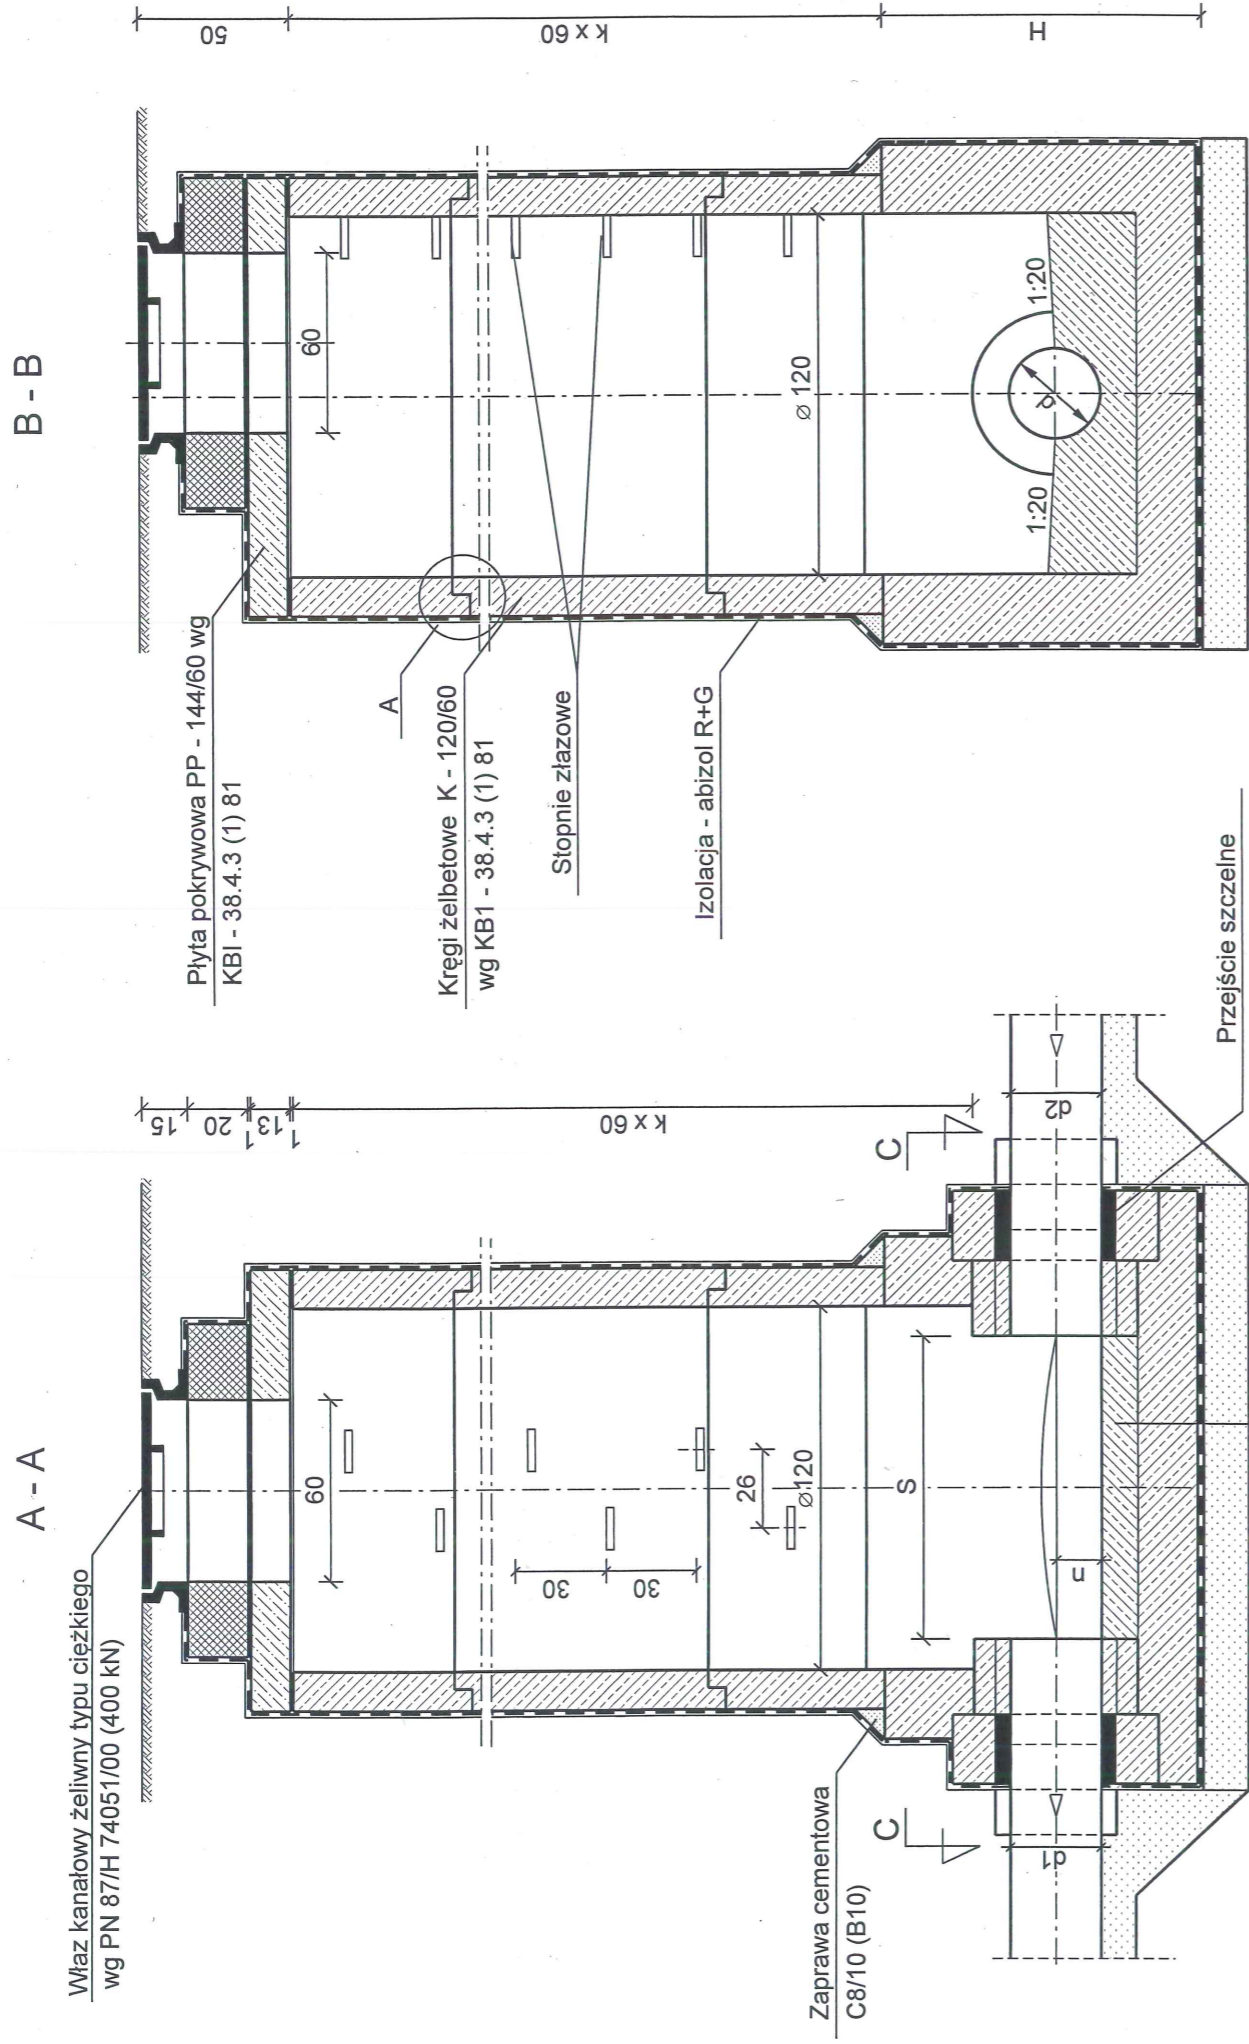 A - A
Właz kanałowy żeliwny typu ciężkiego
wg PN 87/H 74051/00 (400 kN)
15
20
1
13
1
k x 60
60
30
30
26
⌀120
S
n
C
C
d1
d2
Zaprawa cementowa
C8/10 (B10)
Przejście szczelne
B - B
Płyta pokrywowa PP - 144/60 wg
KBI - 38.4.3 (1) 81
A
Kręgi żelbetowe K - 120/60
wg KB1 - 38.4.3 (1) 81
Stopnie złazowe
Izolacja - abizol R+G
60
⌀ 120
1:20
1:20
d
50
k x 60
H